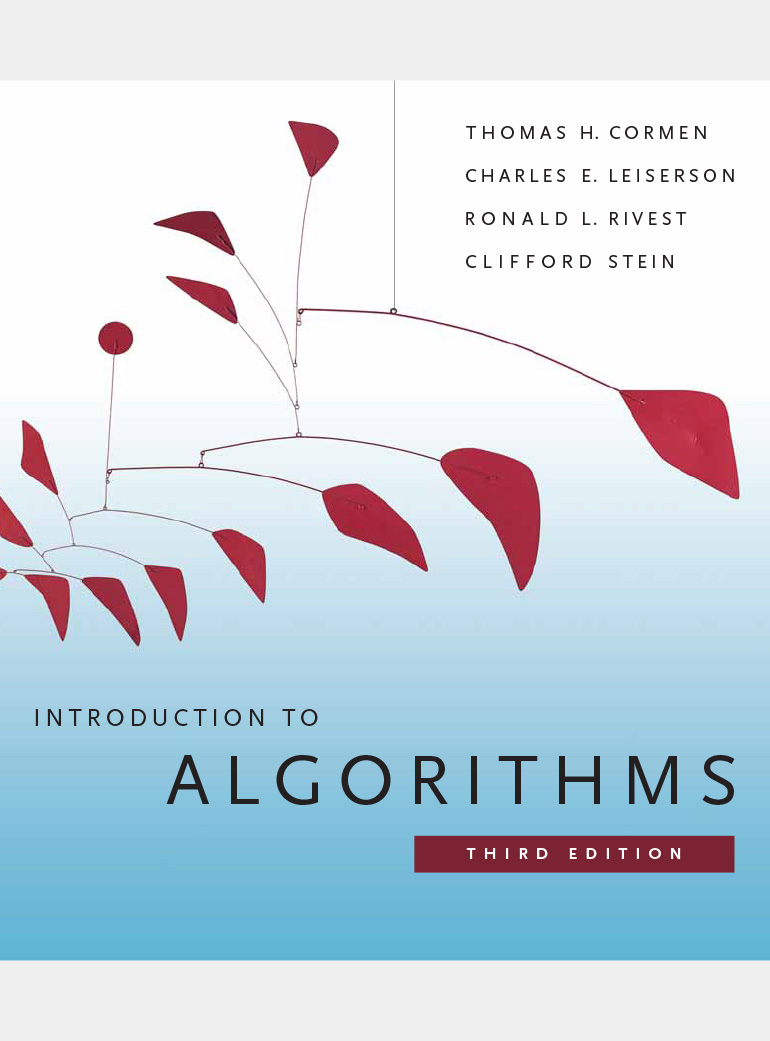 THOMAS H. CORMEN
CHARLES E. LEISERSON
RONALD L. RIVEST
CLIFFORD STEIN
INTRODUCTION TO
ALGORITHMS
THIRD EDITION